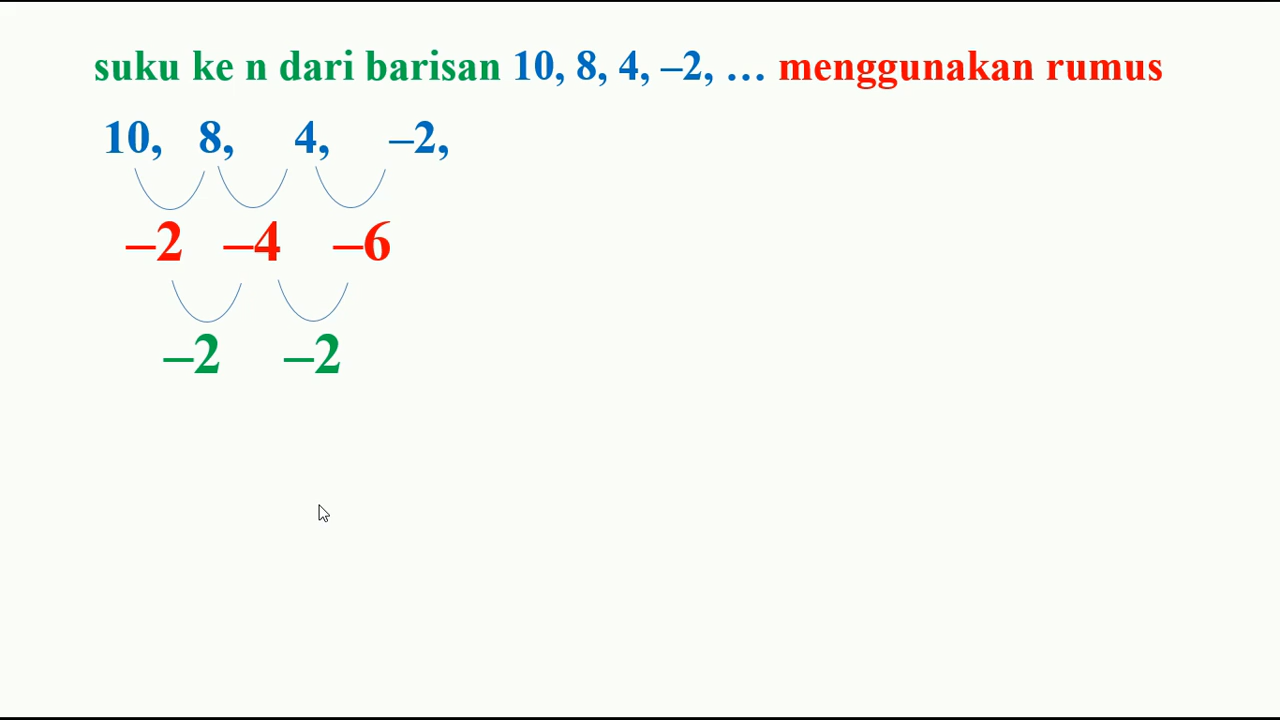 suku ke n dari barisan 10, 8, 4, –2, … menggunakan rumus
10, 8, 4, –2,
–2 –4 –6
–2 –2